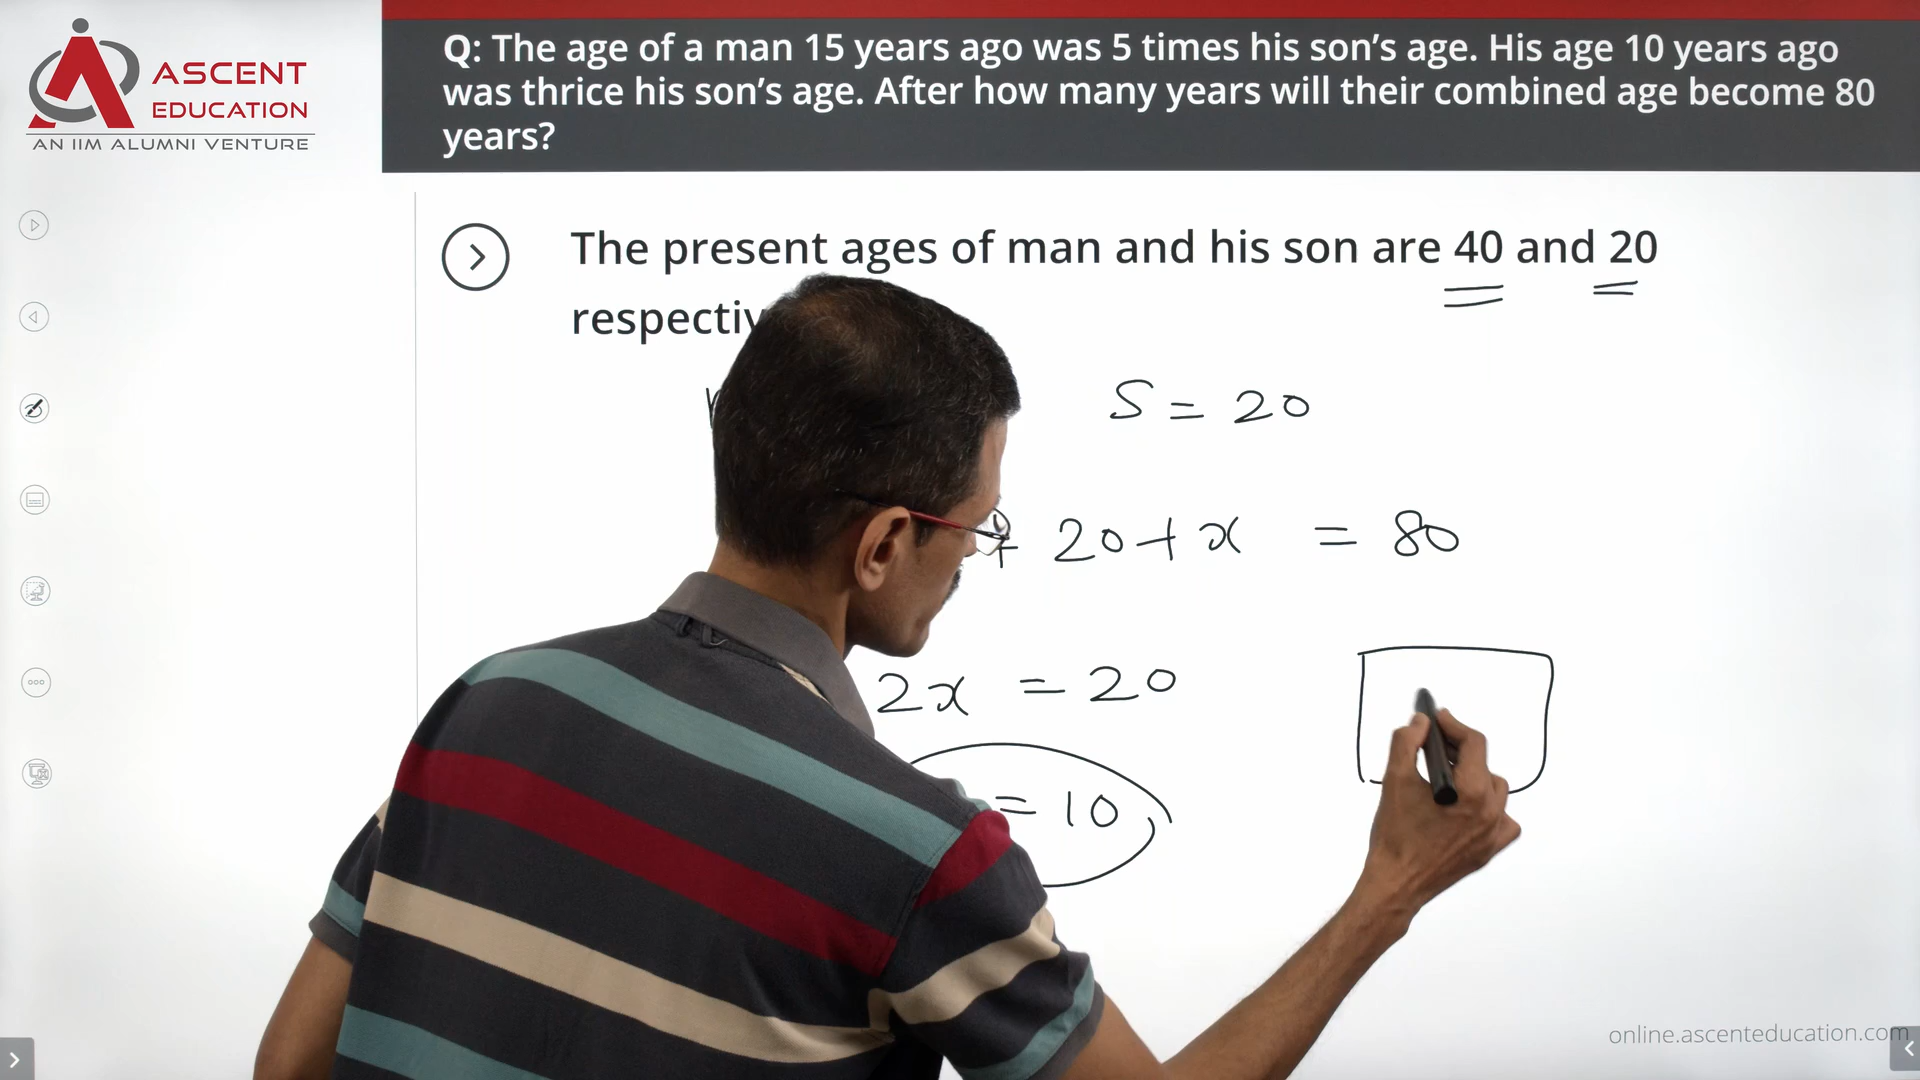 ASCENT
EDUCATION
AN IIM ALUMNI VENTURE
Q: The age of a man 15 years ago was 5 times his son’s age. His age 10 years ago
was thrice his son’s age. After how many years will their combined age become 80
years?
The present ages of man and his son are 40 and 20
S = 20
+ 20 + x = 80
2x = 20
= 10
online.ascenteducation.com